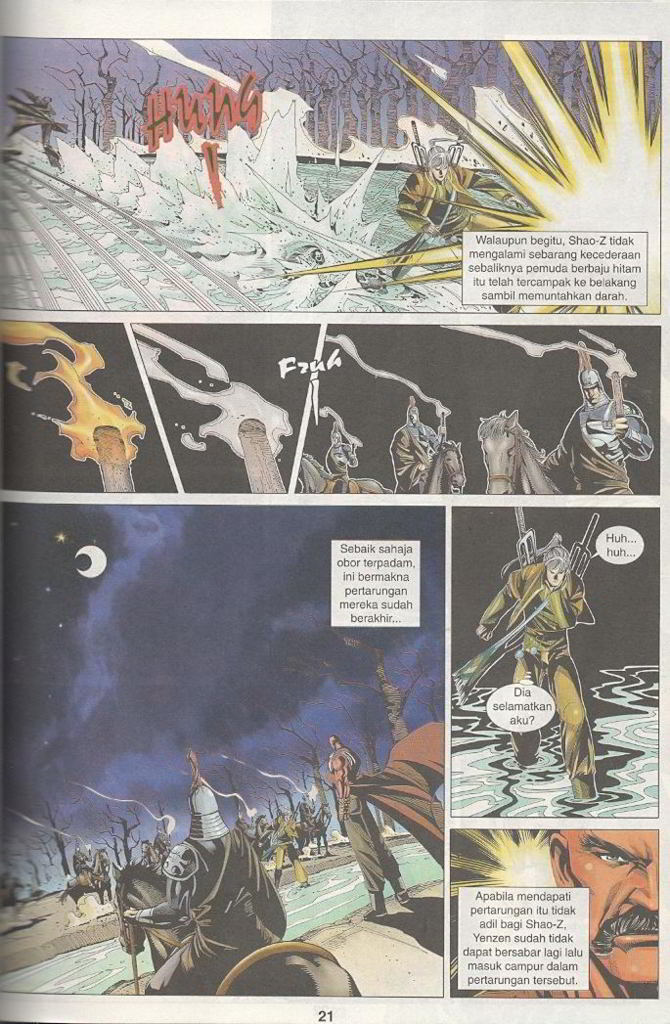 HUUUG
!!
Walaupun begitu, Shao-Z tidak
mengalami sebarang kecederaan
sebaliknya pemuda berbaju hitam
itu telah tercampak ke belakang
sambil memuntahkan darah.
Fzuh
!!
Sebaik sahaja
obor terpadam,
ini bermakna
pertarungan
mereka sudah
berakhir...
Huh...
huh...
Dia
selamatkan
aku?
Apabila mendapati
pertarungan itu tidak
adil bagi Shao-Z,
Yenzen sudah tidak
dapat bersabar lagi lalu
masuk campur dalam
pertarungan tersebut.
21